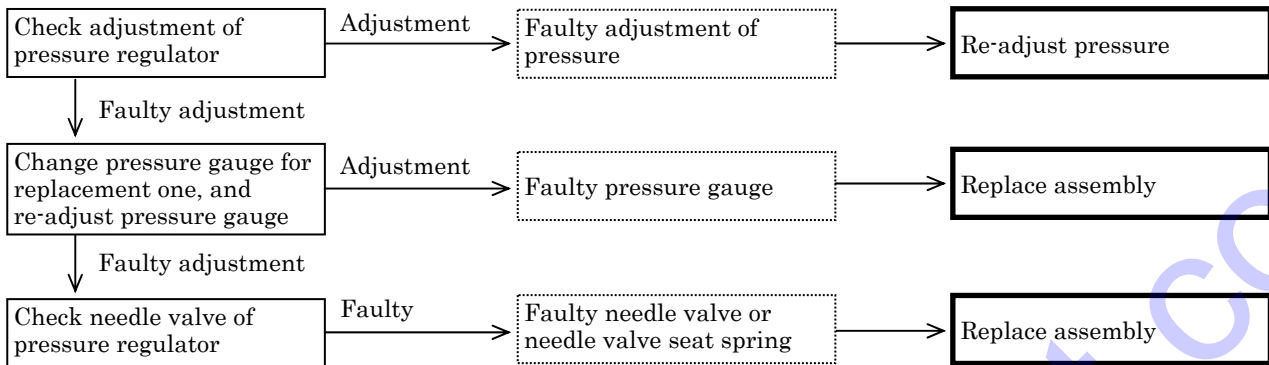 Check adjustment of
pressure regulator
Adjustment
Faulty adjustment of
pressure
Re-adjust pressure
Faulty adjustment
Change pressure gauge for
replacement one, and
re-adjust pressure gauge
Adjustment
Faulty pressure gauge
Replace assembly
Faulty adjustment
Check needle valve of
pressure regulator
Faulty
Faulty needle valve or
needle valve seat spring
Replace assembly